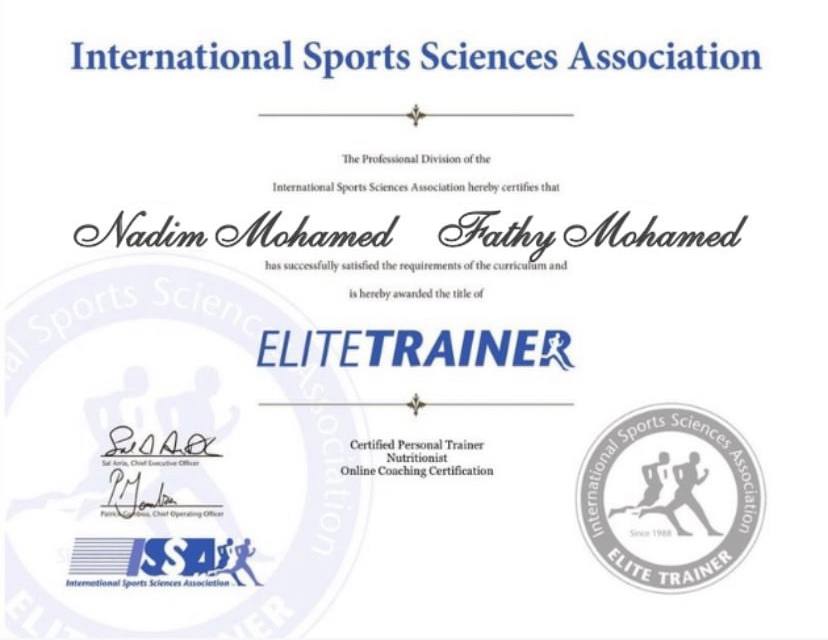 International Sports Sciences Association
The Professional Division of the
International Sports Sciences Association hereby certifies that
Nadim Mohamed Fathy Mohamed
has successfully satisfied the requirements of the curriculum and
is hereby awarded the title of
ELITETRAINER
Certified Personal Trainer
Nutritionist
Online Coaching Certification
Sal Arria, Chief Executive Officer
Patrick Gamboa, Chief Operating Officer
ISSA
International Sports Sciences Association
International Sports Sciences Association
Since 1988
ELITE TRAINER